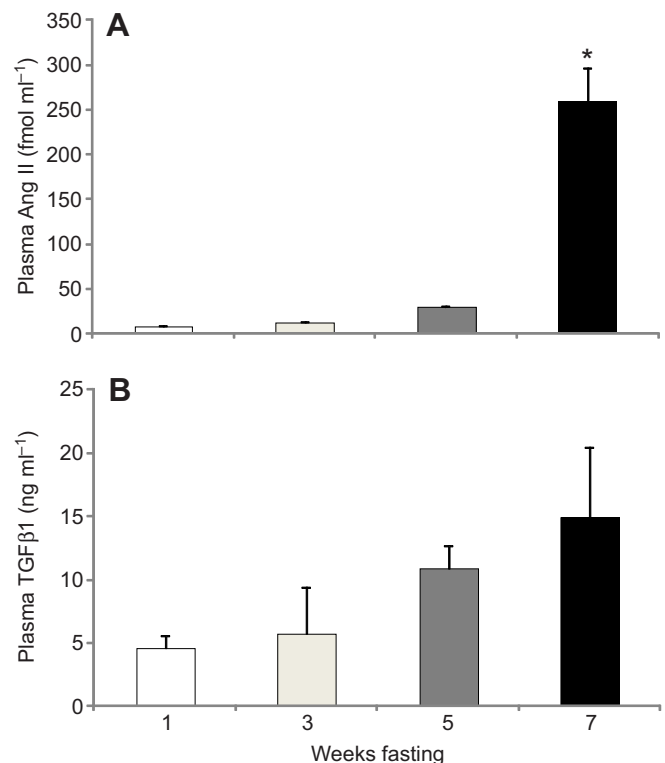 A
Plasma Ang II (fmol ml⁻¹)
350
300
250
200
150
100
50
0
*
B
Plasma TGFβ1 (ng ml⁻¹)
25
20
15
10
5
0
1 3 5 7
Weeks fasting